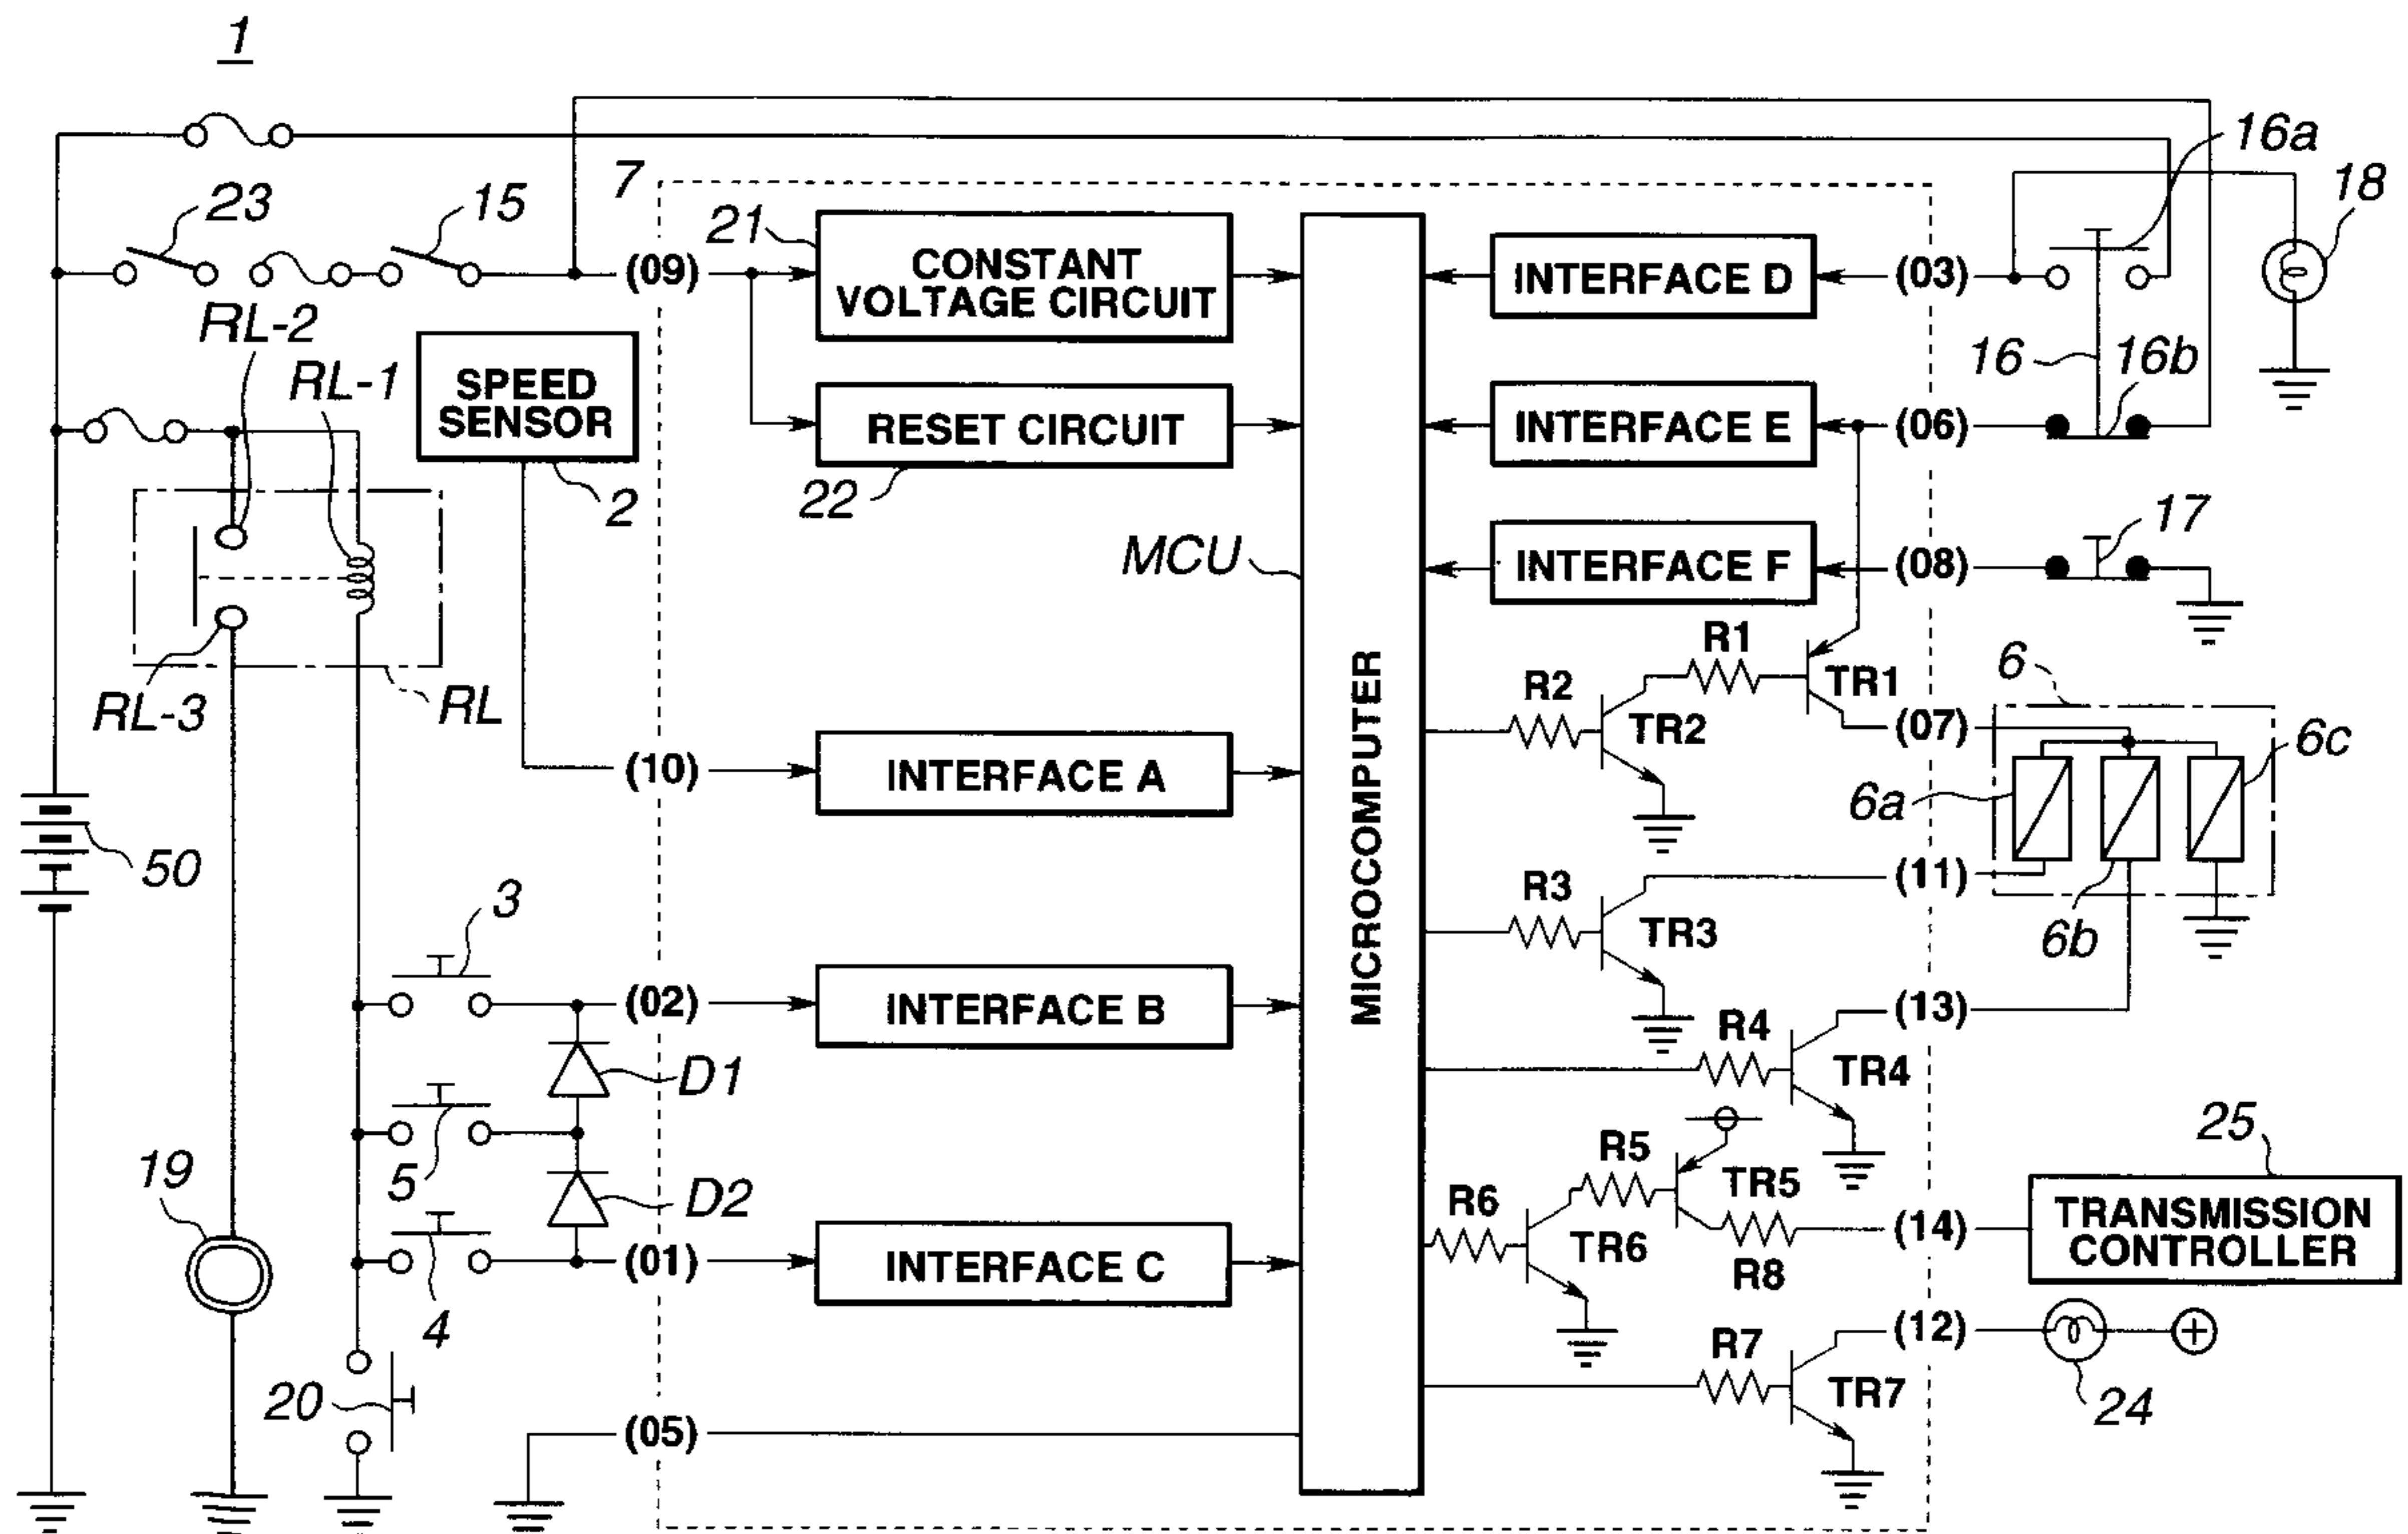 1
16a
7
18
23
15
21
CONSTANT
VOLTAGE CIRCUIT
(09)
INTERFACE D
(03)
RL-2
RL-1
SPEED
SENSOR
16
16b
RESET CIRCUIT
INTERFACE E
(06)
2
22
17
MCU
INTERFACE F
(08)
R1
RL-3
RL
R2
TR2
TR1
6
(07)
6c
(10)
INTERFACE A
MICROCOMPUTER
6a
50
R3
(11)
3
TR3
6b
(02)
INTERFACE B
R4
(13)
D1
TR4
25
19
5
R5
D2
R6
TR5
TRANSMISSION
CONTROLLER
(14)
(01)
INTERFACE C
TR6
R8
4
R7
(12)
20
TR7
24
(05)